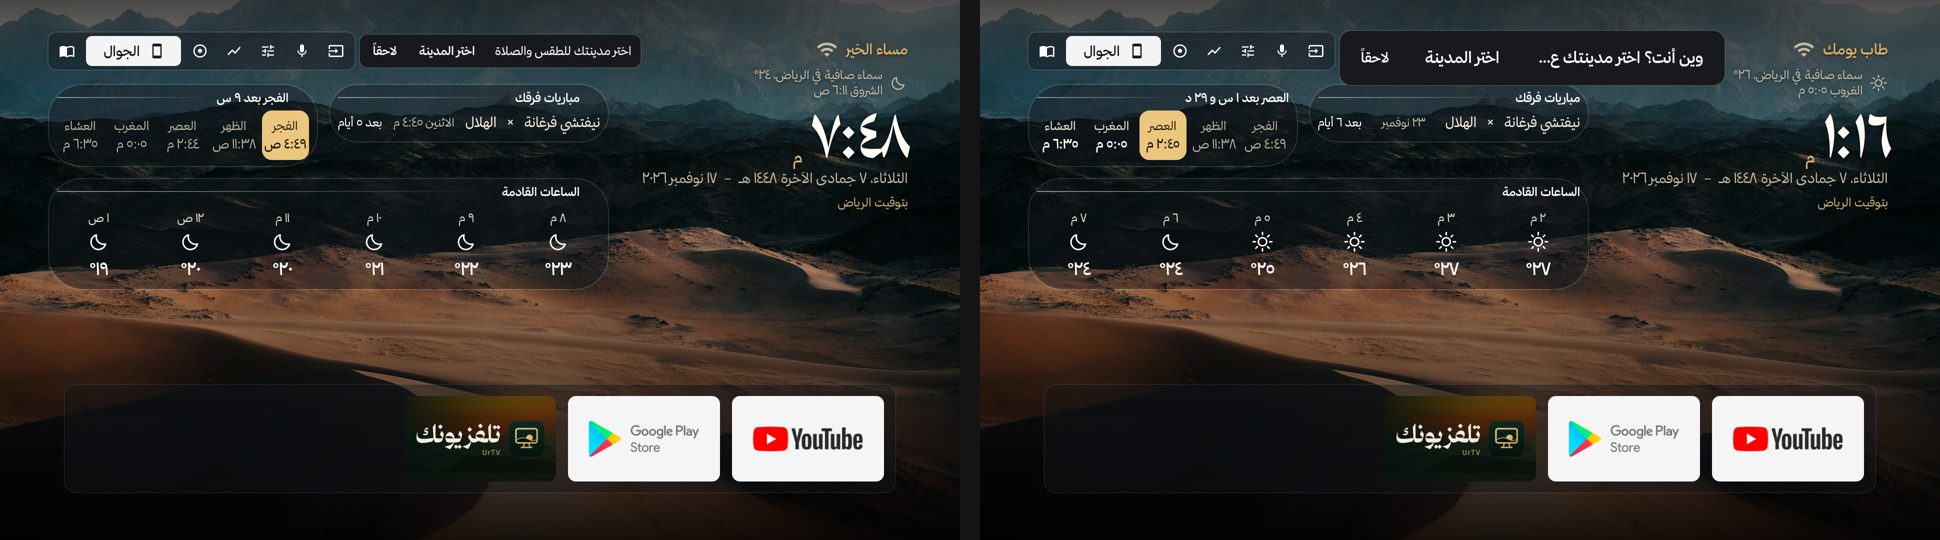 مساء الخير
سماء صافية في الرياض، ٢٤°
الشروق ٦:١١ ص
٧:٤٨ م
الثلاثاء، ٧ جمادى الآخرة ١٤٤٨ هـ – ١٧ نوفمبر ٢٠٢٦
بتوقيت الرياض
اختر مدينتك للطقس والصلاة اختر المدينة لاحقاً
الجوال
مباريات فرقك
نيفتشي فرغانة × الهلال الاثنين ٤:٤٥ م بعد ٥ أيام
الفجر بعد ٩ س
الفجر الظهر العصر المغرب العشاء
٤:٤٩ ص ١١:٣٨ ص ٢:٤٤ م ٥:٠٥ م ٦:٣٥ م
الساعات القادمة
٨ م ٩ م ١٠ م ١١ م ١٢ ص ١ ص
٢٣° ٢٢° ٢١° ٢٠° ٢٠° ١٩°
YouTube
Google Play
Store
تلفزيونك
UrTV
طاب يومك
سماء صافية في الرياض، ٢٦°
الغروب ٥:٠٥ م
١:١٦ م
الثلاثاء، ٧ جمادى الآخرة ١٤٤٨ هـ – ١٧ نوفمبر ٢٠٢٦
بتوقيت الرياض
وين أنت؟ اختر مدينتك ع... اختر المدينة لاحقاً
الجوال
مباريات فرقك
نيفتشي فرغانة × الهلال ٢٣ نوفمبر بعد ٦ أيام
العصر بعد ١ س و ٢٩ د
الفجر الظهر العصر المغرب العشاء
٤:٤٩ ص ١١:٣٨ ص ٢:٤٥ م ٥:٠٥ م ٦:٣٥ م
الساعات القادمة
٢ م ٣ م ٤ م ٥ م ٦ م ٧ م
٢٧° ٢٧° ٢٦° ٢٥° ٢٤° ٢٤°
YouTube
Google Play
Store
تلفزيونك
UrTV